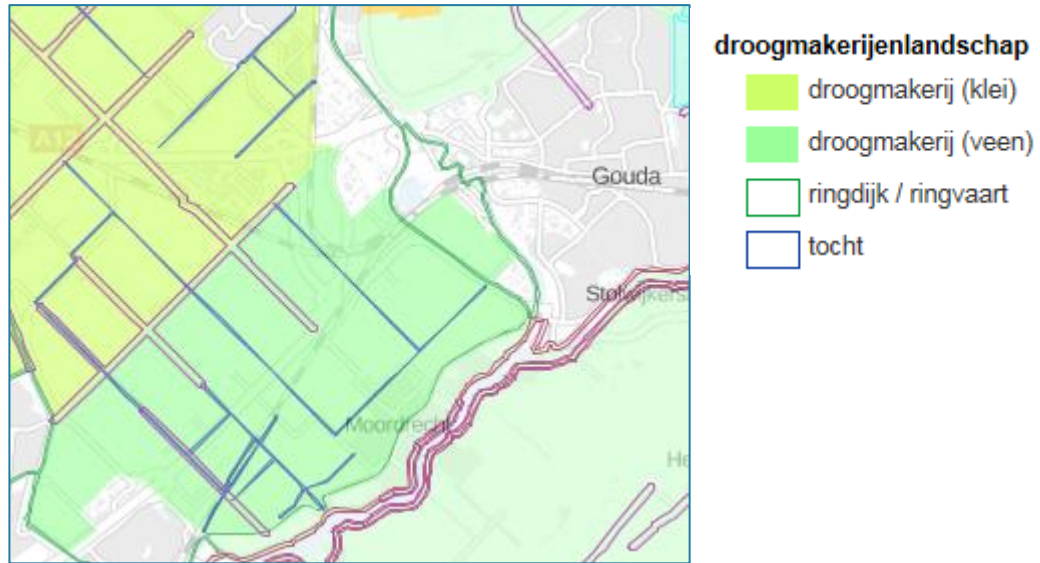 droogmakerijenlandschap
droogmakerij (klei)
droogmakerij (veen)
ringdijk / ringvaart
tocht
Gouda
Moordrecht